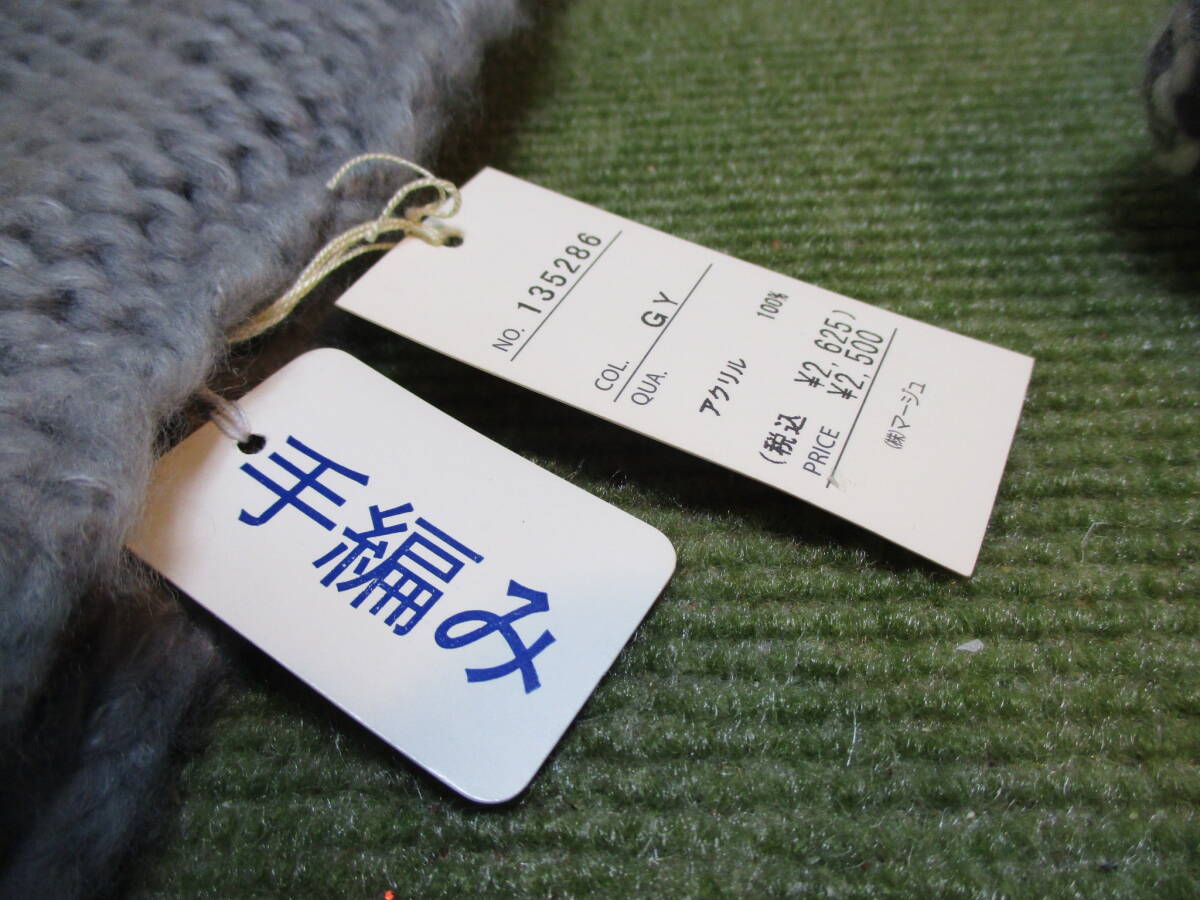 NO. 135286
COL. GY
QUA.
アクリル 100%
(税込 ¥2,625)
PRICE ¥2,500
㈱マージュ
手編み